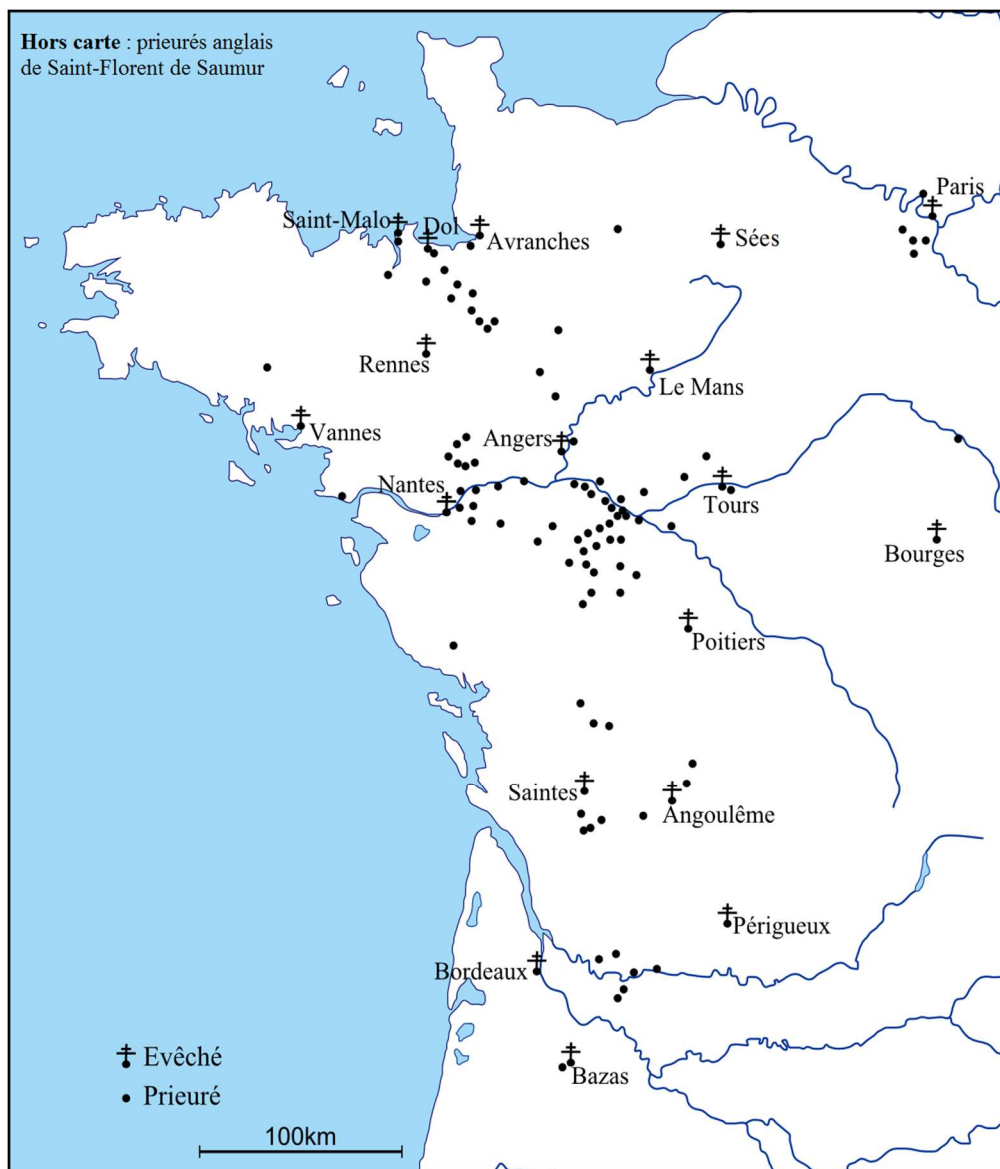 Hors carte : prieurés anglais
de Saint-Florent de Saumur
Paris
Saint-Malo
Dol
Avranches
Sées
Rennes
Le Mans
Vannes
Angers
Nantes
Tours
Bourges
Poitiers
Saintes
Angoulême
Périgueux
Bordeaux
Bazas
Evêché
Prieuré
100km